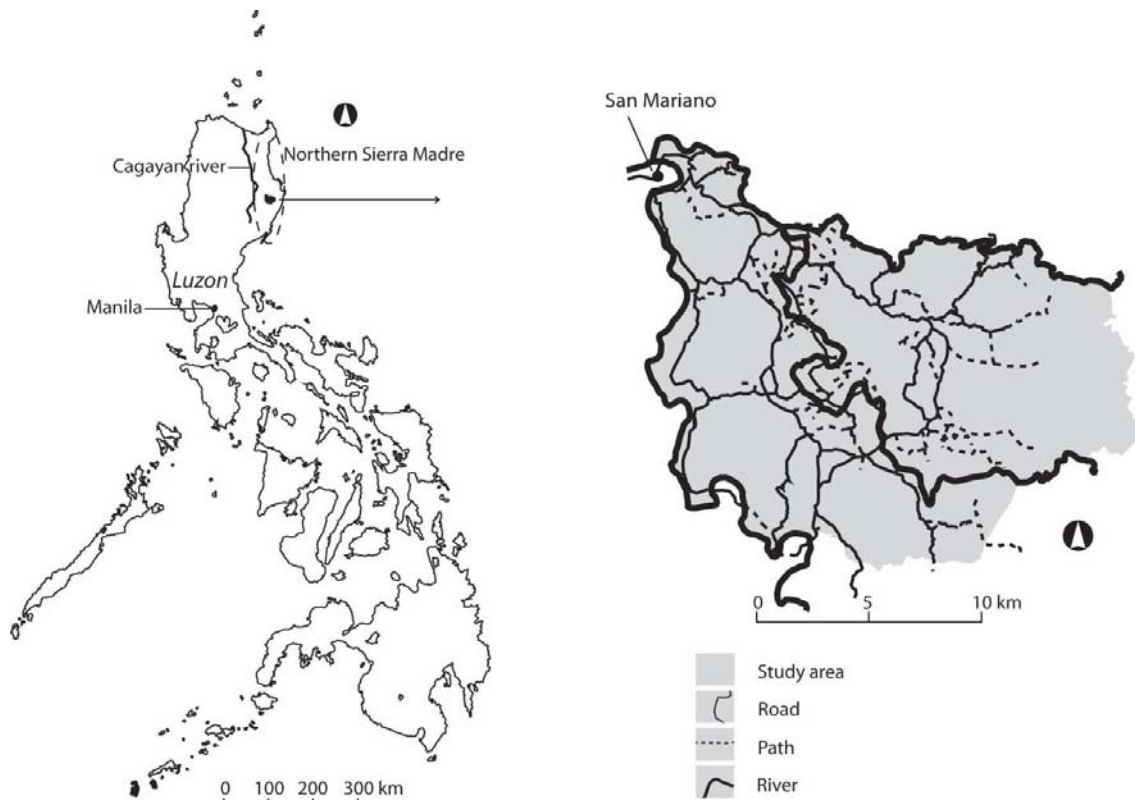 Cagayan river
Northern Sierra Madre
Luzon
Manila
0 100 200 300 km
San Mariano
0 5 10 km
Study area
Road
Path
River